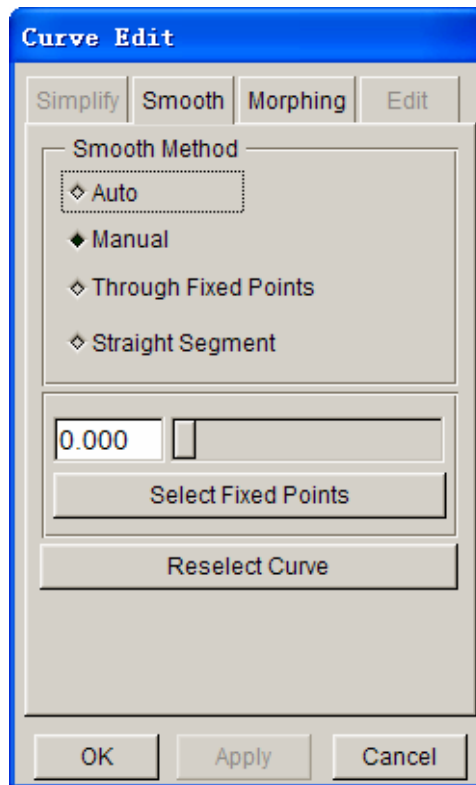 Curve Edit
Simplify Smooth Morphing Edit
Smooth Method
Auto
Manual
Through Fixed Points
Straight Segment
0.000
Select Fixed Points
Reselect Curve
OK Apply Cancel